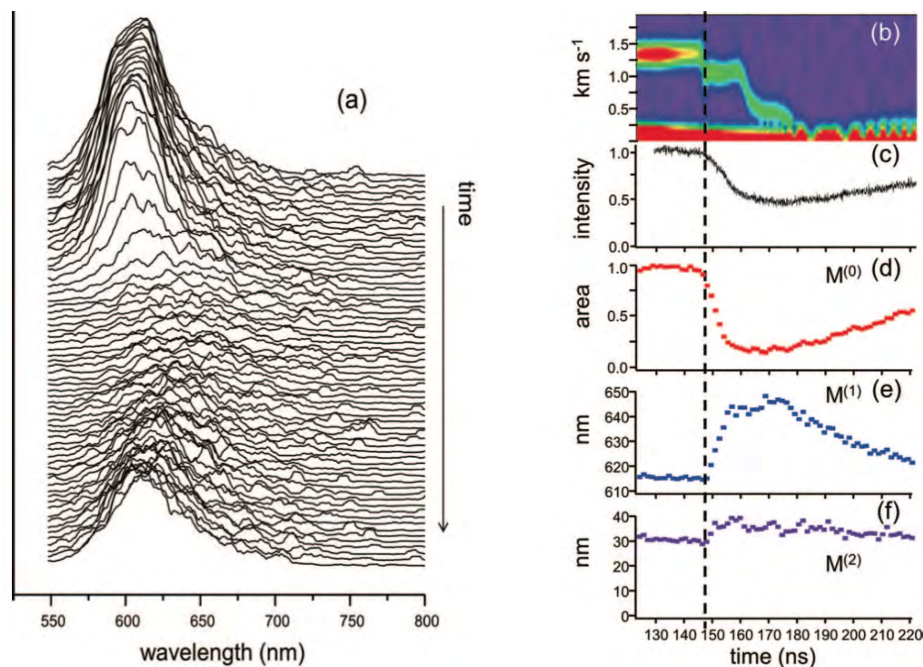 (a)
time
550 600 650 700 750 800
wavelength (nm)
(b)
km s⁻¹
1.5
1.0
0.5
(c)
intensity
1.0
0.5
0.0
(d)
M⁽⁰⁾
area
1.0
0.5
0.0
(e)
M⁽¹⁾
nm
650
640
630
620
610
(f)
M⁽²⁾
nm
40
30
20
10
0
130 140 150 160 170 180 190 200 210 220
time (ns)